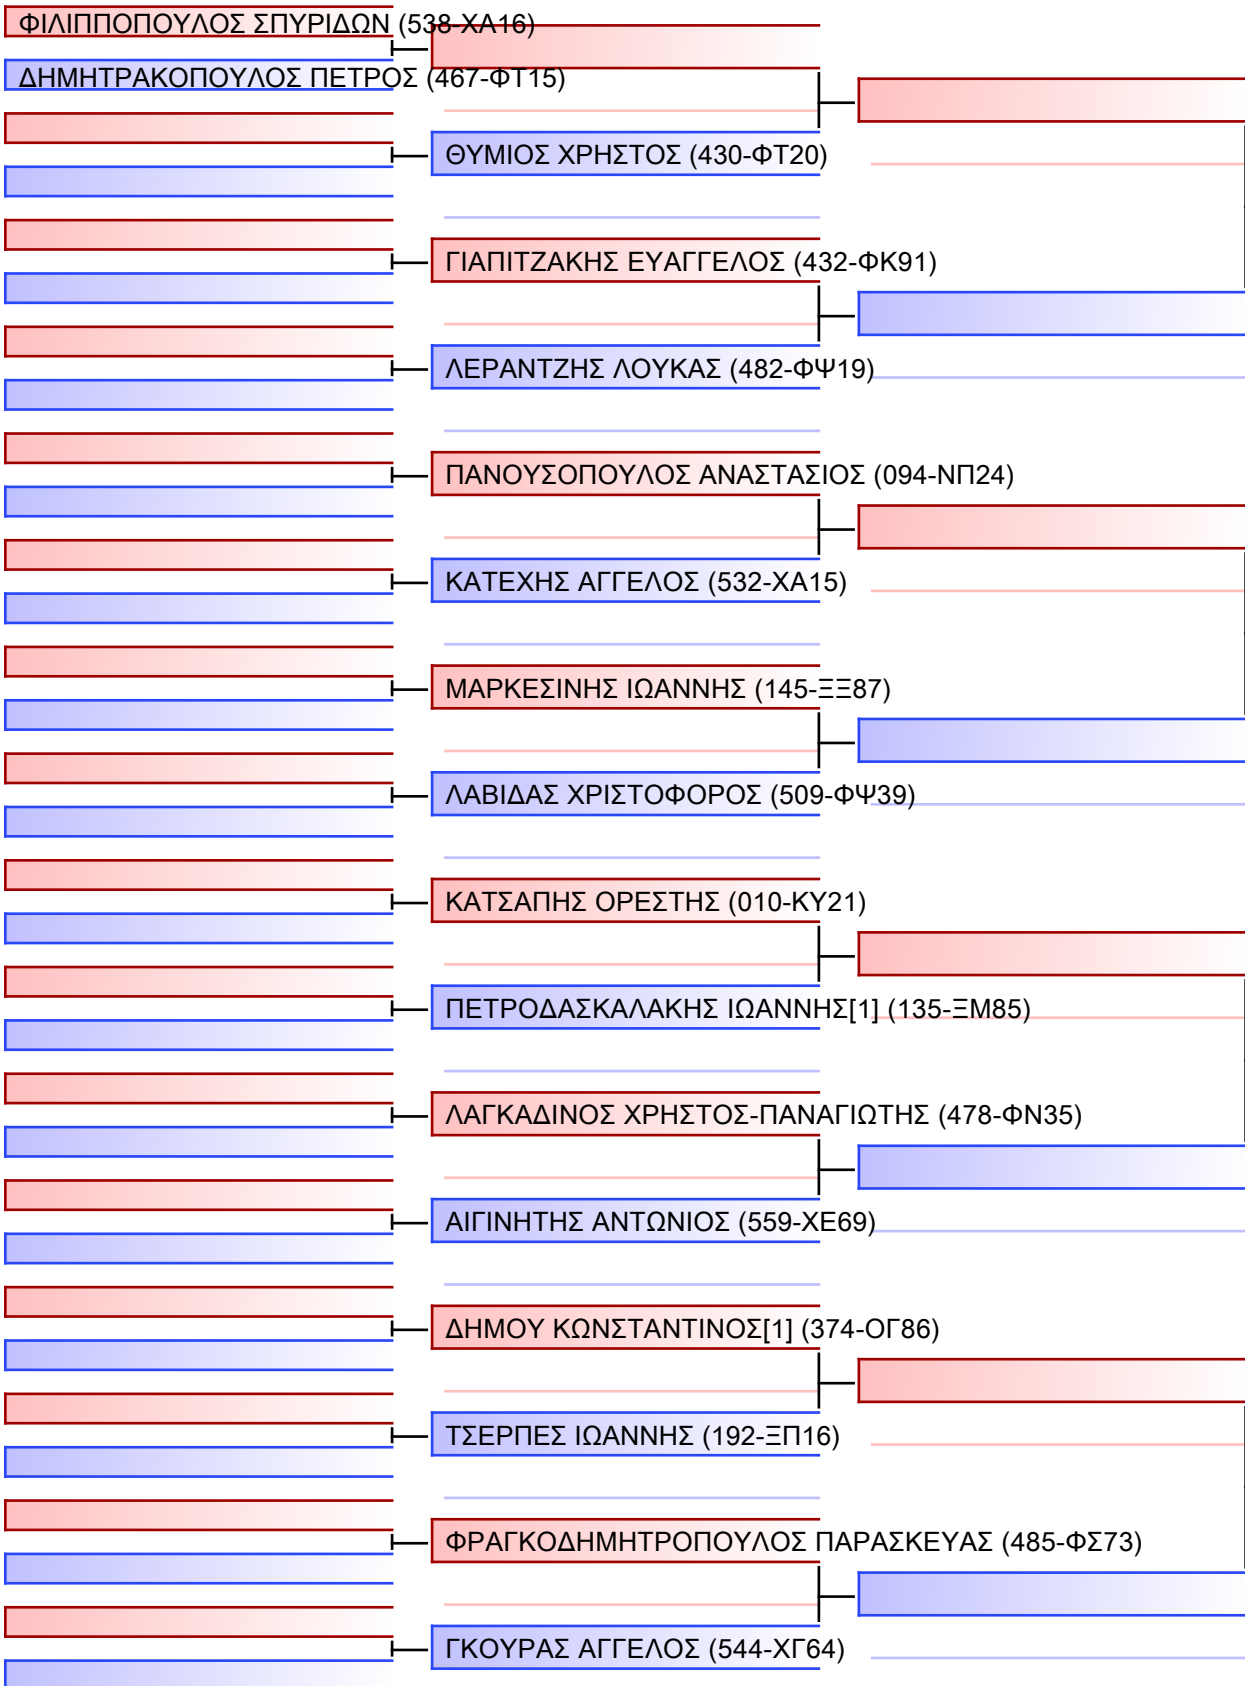 ΦΙΛΙΠΠΟΠΟΥΛΟΣ ΣΠΥΡΙΔΩΝ (538-ΧΑ16)
ΔΗΜΗΤΡΑΚΟΠΟΥΛΟΣ ΠΕΤΡΟΣ (467-ΦΤ15)
ΘΥΜΙΟΣ ΧΡΗΣΤΟΣ (430-ΦΤ20)
ΓΙΑΠΙΤΖΑΚΗΣ ΕΥΑΓΓΕΛΟΣ (432-ΦΚ91)
ΛΕΡΑΝΤΖΗΣ ΛΟΥΚΑΣ (482-ΦΨ19)
ΠΑΝΟΥΣΟΠΟΥΛΟΣ ΑΝΑΣΤΑΣΙΟΣ (094-ΝΠ24)
ΚΑΤΕΧΗΣ ΑΓΓΕΛΟΣ (532-ΧΑ15)
ΜΑΡΚΕΣΙΝΗΣ ΙΩΑΝΝΗΣ (145-ΞΞ87)
ΛΑΒΙΔΑΣ ΧΡΙΣΤΟΦΟΡΟΣ (509-ΦΨ39)
ΚΑΤΣΑΠΗΣ ΟΡΕΣΤΗΣ (010-ΚΥ21)
ΠΕΤΡΟΔΑΣΚΑΛΑΚΗΣ ΙΩΑΝΝΗΣ[1] (135-ΞΜ85)
ΛΑΓΚΑΔΙΝΟΣ ΧΡΗΣΤΟΣ-ΠΑΝΑΓΙΩΤΗΣ (478-ΦΝ35)
ΑΙΓΙΝΗΤΗΣ ΑΝΤΩΝΙΟΣ (559-ΧΕ69)
ΔΗΜΟΥ ΚΩΝΣΤΑΝΤΙΝΟΣ[1] (374-ΟΓ86)
ΤΣΕΡΠΕΣ ΙΩΑΝΝΗΣ (192-ΞΠ16)
ΦΡΑΓΚΟΔΗΜΗΤΡΟΠΟΥΛΟΣ ΠΑΡΑΣΚΕΥΑΣ (485-ΦΣ73)
ΓΚΟΥΡΑΣ ΑΓΓΕΛΟΣ (544-ΧΓ64)